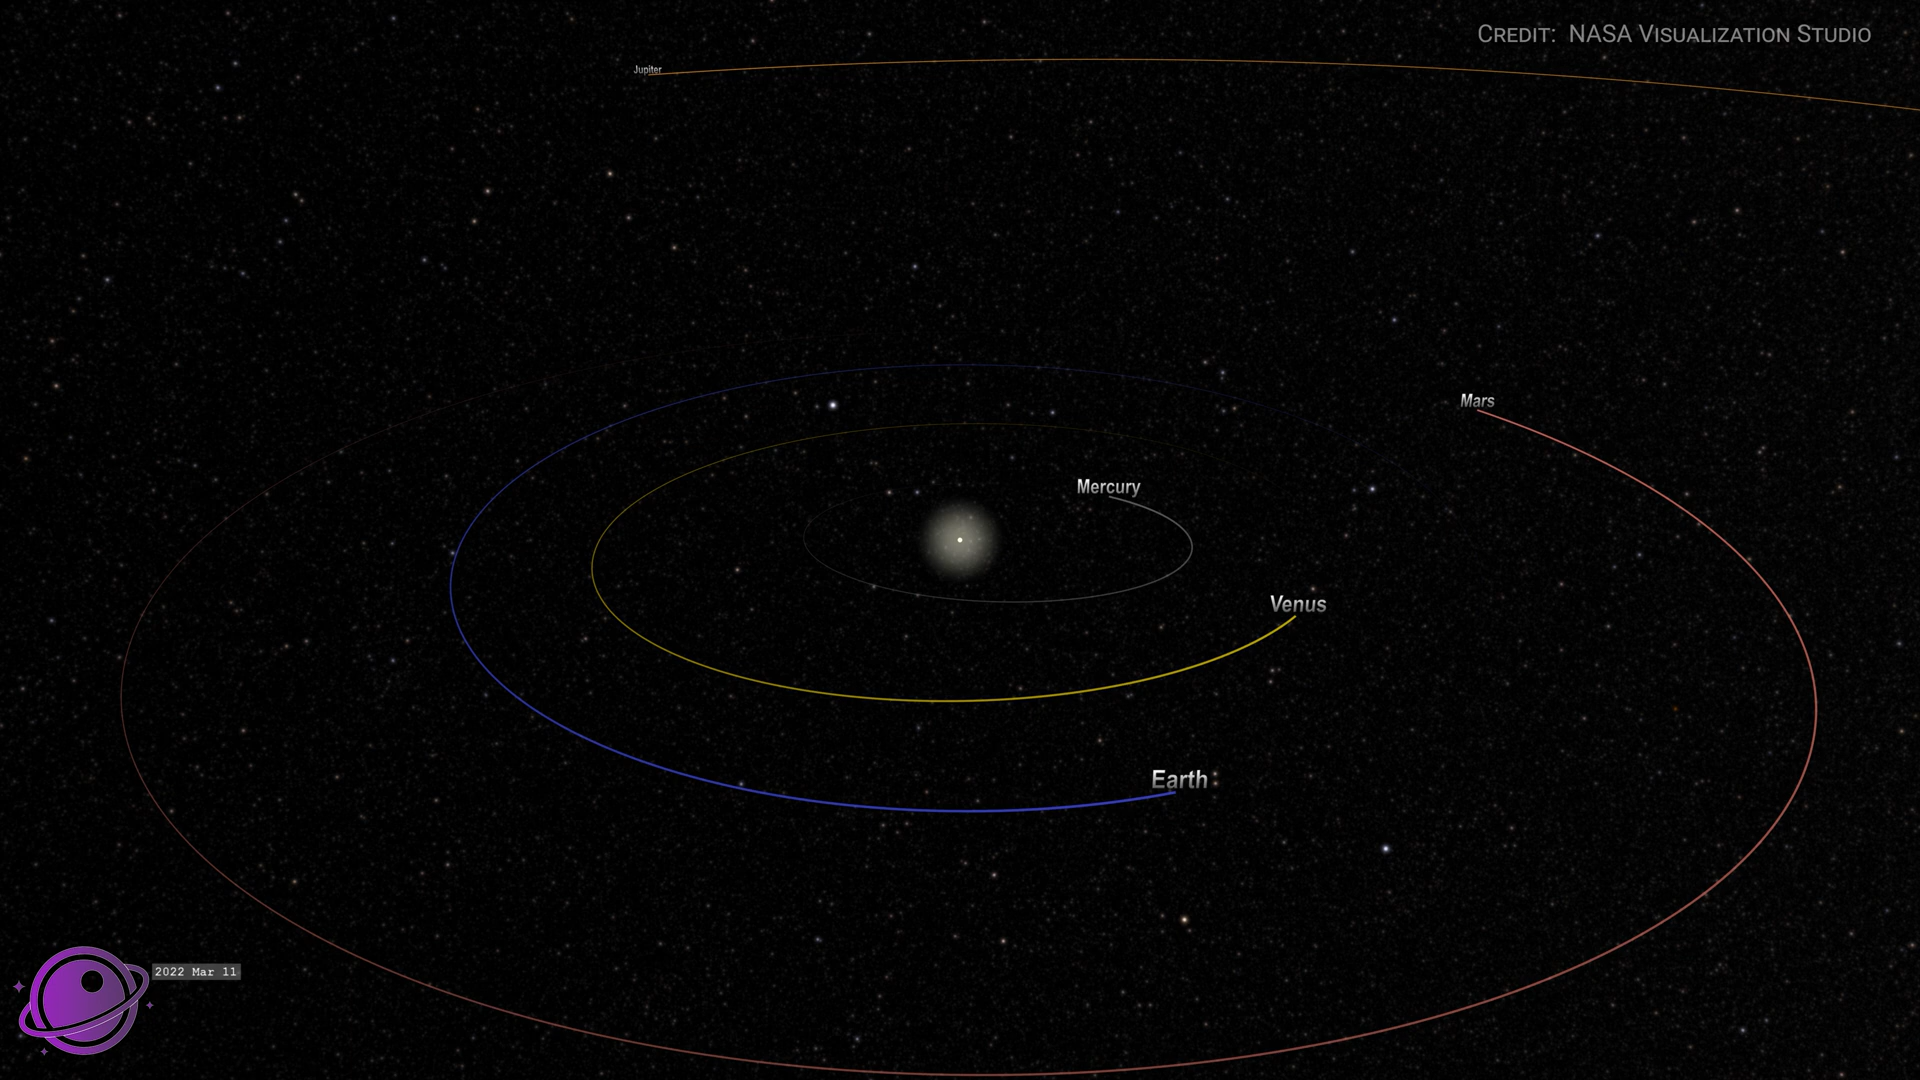 CREDIT: NASA VISUALIZATION STUDIO
Jupiter
Mars
Mercury
Venus
Earth
2022 Mar 11